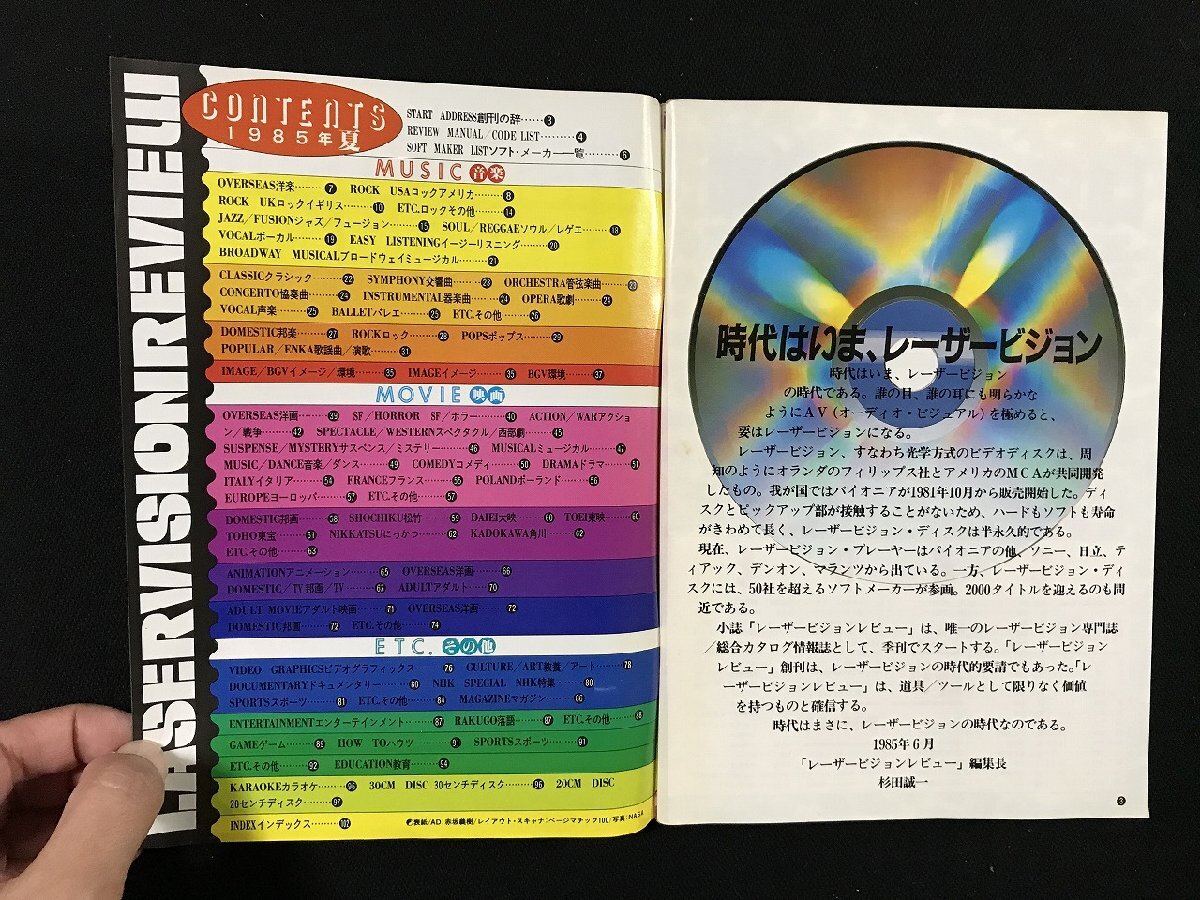 LASERVISIONREVIEW
CONTENTS
1985年夏
START ADDRESS創刊の辞……3
REVIEW MANUAL/CODE LIST………4
SOFT MAKER LISTソフト・メーカー一覧………6
MUSIC 音楽
OVERSEAS洋楽……7 ROCK USAロックアメリカ……8
ROCK UKロックイギリス………10 ETC.ロックその他………14
JAZZ/FUSIONジャズ/フュージョン………15 SOUL/REGGAEソウル/レゲエ……18
VOCALボーカル………19 EASY LISTENINGイージーリスニング………20
BROADWAY MUSICALブロードウェイミュージカル………21
CLASSICクラシック………22 SYMPHONY交響曲………23 ORCHESTRA管弦楽曲……23
CONCERTO協奏曲………24 INSTRUMENTAL器楽曲………24 OPERA歌劇………25
VOCAL声楽………25 BALLETバレエ………25 ETC.その他………26
DOMESTIC邦楽………27 ROCKロック………28 POPSポップス………29
POPULAR/ENKA歌謡曲/演歌………31
IMAGE/BGVイメージ/環境………35 IMAGEイメージ………35 BGV環境………37
MOVIE 映画
OVERSEAS洋画………39 SF/HORROR SF/ホラー………40 ACTION/WARアクショ
ン/戦争………42 SPECTACLE/WESTERNスペクタクル/西部劇………45
SUSPENSE/MYSTERYサスペンス/ミステリー………46 MUSICALミュージカル………47
MUSIC/DANCE音楽/ダンス………49 COMEDYコメディ………50 DRAMAドラマ………51
ITALYイタリア………54 FRANCEフランス………55 POLANDポーランド………56
EUROPEヨーロッパ………57 ETC.その他………57
DOMESTIC邦画………58 SHOCHIKU松竹………59 DAIEI大映………60 TOEI東映………60
TOHO東宝………61 NIKKATSUにっかつ………62 KADOKAWA角川………62
ETC.その他………63
ANIMATIONアニメーション………65 OVERSEAS洋画………66
DOMESTIC/TV邦画/TV………67 ADULTアダルト………70
ADULT MOVIEアダルト映画………71 OVERSEAS洋画………72
DOMESTIC邦画………72 ETC.その他………74
ETC. その他
VIDEO GRAPHICSビデオグラフィックス………76 CULTURE/ART教養/アート………78
DOCUMENTARYドキュメンタリー………80 NHK SPECIAL NHK特集………80
SPORTSスポーツ………81 ETC.その他………84 MAGAZINEマガジン………86
ENTERTAINMENTエンターテインメント………87 RAKUGO落語………87 ETC.その他………88
GAMEゲーム………89 HOW TOハウツウ SPORTSスポーツ………91
ETC.その他………92 EDUCATION教育………94
KARAOKEカラオケ………96 30CM DISC 30センチディスク………96 20CM DISC
20センチディスク………97
INDEXインデックス………102
時代はいま、レーザービジョン
時代はいま、レーザービジョン
の時代である。誰の目、誰の耳にも明らかな
ようにAV(オーディオ・ビジュアル)を極めると、
要はレーザービジョンになる。
レーザービジョン、すなわち光学方式のビデオディスクは、周
知のようにオランダのフィリップス社とアメリカのMCAが共同開発
したもの。我が国ではパイオニアが1981年10月から販売開始した。ディ
スクとピックアップ部が接触することがないため、ハードもソフトも寿命
がきわめて長く、レーザービジョン・ディスクは半永久的である。
現在、レーザービジョン・プレーヤーはパイオニアの他、ソニー、日立、テ
ィアック、デンオン、マランツから出ている。一方、レーザービジョン・ディ
スクには、50社を超えるソフトメーカーが参画。2000タイトルを迎えるのも間
近である。
小誌「レーザービジョンレビュー」は、唯一のレーザービジョン専門誌
/総合カタログ情報誌として、季刊でスタートする。「レーザービジョン
レビュー」創刊は、レーザービジョンの時代的要請でもあった。「レ
ーザービジョンレビュー」は、道具/ツールとして限りなく価値
を持つものと確信する。
時代はまさに、レーザービジョンの時代なのである。
1985年6月
「レーザービジョンレビュー」編集長
杉田誠一
3